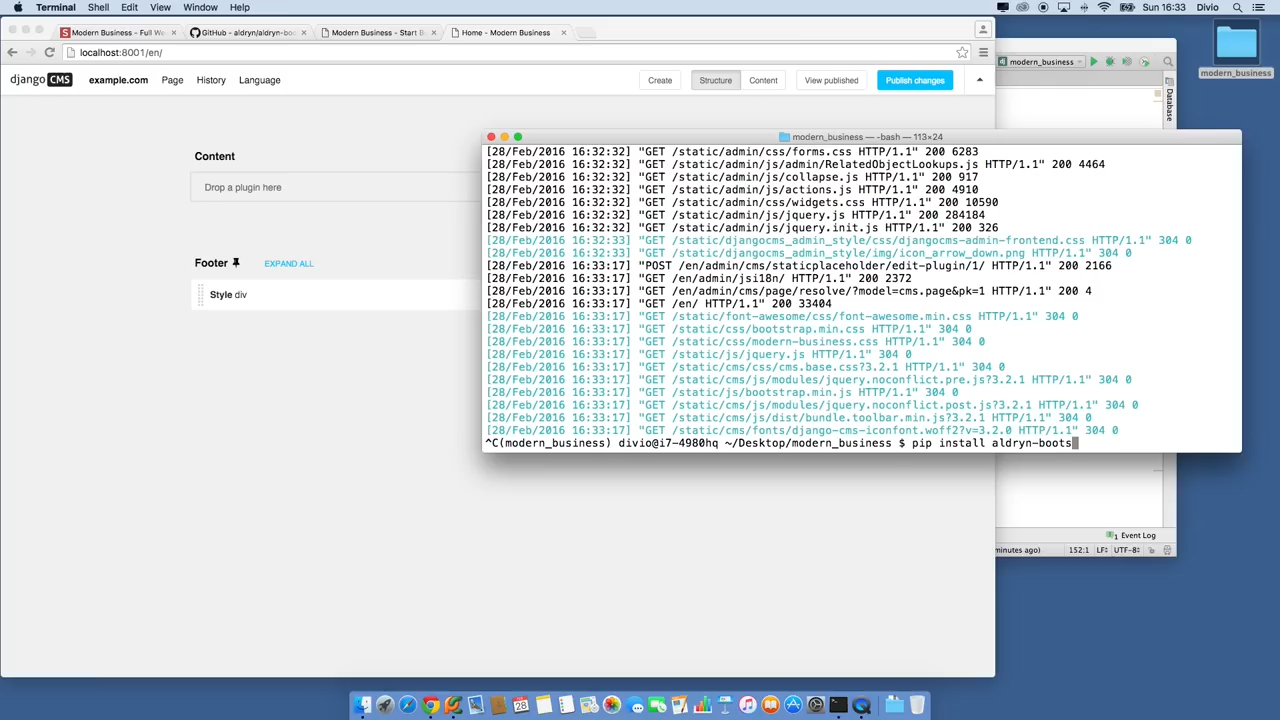 Terminal Shell Edit View Window Help Sun 16:33 Divio
Modern Business - Full We
GitHub - aldryn/aldryn-boo
Modern Business - Start B
Home - Modern Business
localhost:8001/en/
django CMS example.com Page History Language Create Structure Content View published Publish changes
modern_business
Database
modern_business
Content
Drop a plugin here
Footer EXPAND ALL
Style div
modern_business — -bash — 113×24
[28/Feb/2016 16:32:32] "GET /static/admin/css/forms.css HTTP/1.1" 200 6283
[28/Feb/2016 16:32:32] "GET /static/admin/js/admin/RelatedObjectLookups.js HTTP/1.1" 200 4464
[28/Feb/2016 16:32:32] "GET /static/admin/js/collapse.js HTTP/1.1" 200 917
[28/Feb/2016 16:32:32] "GET /static/admin/js/actions.js HTTP/1.1" 200 4910
[28/Feb/2016 16:32:32] "GET /static/admin/css/widgets.css HTTP/1.1" 200 10590
[28/Feb/2016 16:32:32] "GET /static/admin/js/jquery.js HTTP/1.1" 200 284184
[28/Feb/2016 16:32:32] "GET /static/admin/js/jquery.init.js HTTP/1.1" 200 326
[28/Feb/2016 16:32:33] "GET /static/djangocms_admin_style/css/djangocms-admin-frontend.css HTTP/1.1" 304 0
[28/Feb/2016 16:32:33] "GET /static/djangocms_admin_style/img/icon_arrow_down.png HTTP/1.1" 304 0
[28/Feb/2016 16:33:17] "POST /en/admin/cms/staticplaceholder/edit-plugin/1/ HTTP/1.1" 200 2166
[28/Feb/2016 16:33:17] "GET /en/admin/jsi18n/ HTTP/1.1" 200 2372
[28/Feb/2016 16:33:17] "GET /en/admin/cms/page/resolve/?model=cms.page&pk=1 HTTP/1.1" 200 4
[28/Feb/2016 16:33:17] "GET /en/ HTTP/1.1" 200 33404
[28/Feb/2016 16:33:17] "GET /static/font-awesome/css/font-awesome.min.css HTTP/1.1" 304 0
[28/Feb/2016 16:33:17] "GET /static/css/bootstrap.min.css HTTP/1.1" 304 0
[28/Feb/2016 16:33:17] "GET /static/css/modern-business.css HTTP/1.1" 304 0
[28/Feb/2016 16:33:17] "GET /static/js/jquery.js HTTP/1.1" 304 0
[28/Feb/2016 16:33:17] "GET /static/cms/css/cms.base.css?3.2.1 HTTP/1.1" 304 0
[28/Feb/2016 16:33:17] "GET /static/cms/js/modules/jquery.noconflict.pre.js?3.2.1 HTTP/1.1" 304 0
[28/Feb/2016 16:33:17] "GET /static/js/bootstrap.min.js HTTP/1.1" 304 0
[28/Feb/2016 16:33:17] "GET /static/cms/js/modules/jquery.noconflict.post.js?3.2.1 HTTP/1.1" 304 0
[28/Feb/2016 16:33:17] "GET /static/cms/js/dist/bundle.toolbar.min.js?3.2.1 HTTP/1.1" 304 0
[28/Feb/2016 16:33:17] "GET /static/cms/fonts/django-cms-iconfont.woff2?v=3.2.0 HTTP/1.1" 304 0
^C(modern_business) divio@i7-4980hq ~/Desktop/modern_business $ pip install aldryn-boots
1 Event Log
minutes ago) 152:1 LF÷ UTF-8÷